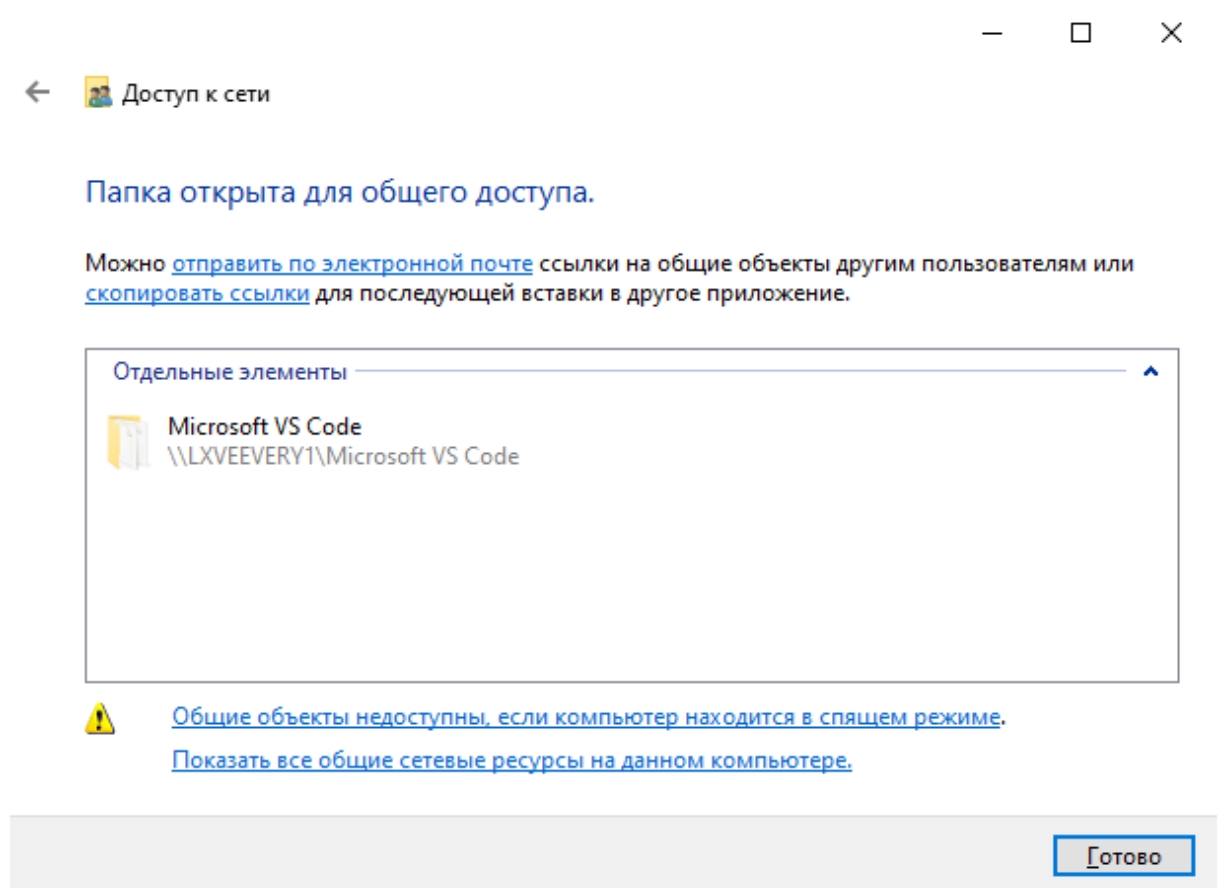 Доступ к сети
Папка открыта для общего доступа.
Можно отправить по электронной почте ссылки на общие объекты другим пользователям или
скопировать ссылки для последующей вставки в другое приложение.
Отдельные элементы
Microsoft VS Code
\\LXVEEVERY1\Microsoft VS Code
Общие объекты недоступны, если компьютер находится в спящем режиме.
Показать все общие сетевые ресурсы на данном компьютере.
Готово